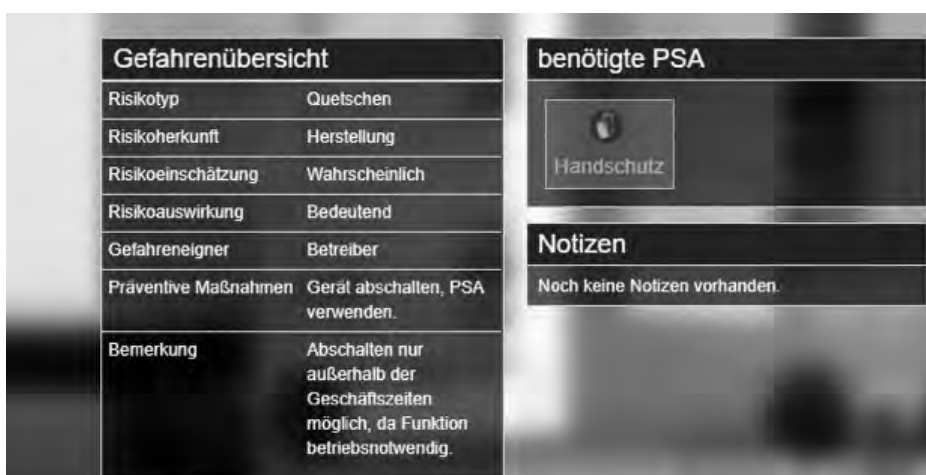 Gefahrenübersicht
Risikotyp Quetschen
Risikoherkunft Herstellung
Risikoeinschätzung Wahrscheinlich
Risikoauswirkung Bedeutend
Gefahreneigner Betreiber
Präventive Maßnahmen Gerät abschalten, PSA
verwenden.
Bemerkung Abschalten nur
außerhalb der
Geschäftszeiten
möglich, da Funktion
betriebsnotwendig.
benötigte PSA
Handschutz
Notizen
Noch keine Notizen vorhanden.